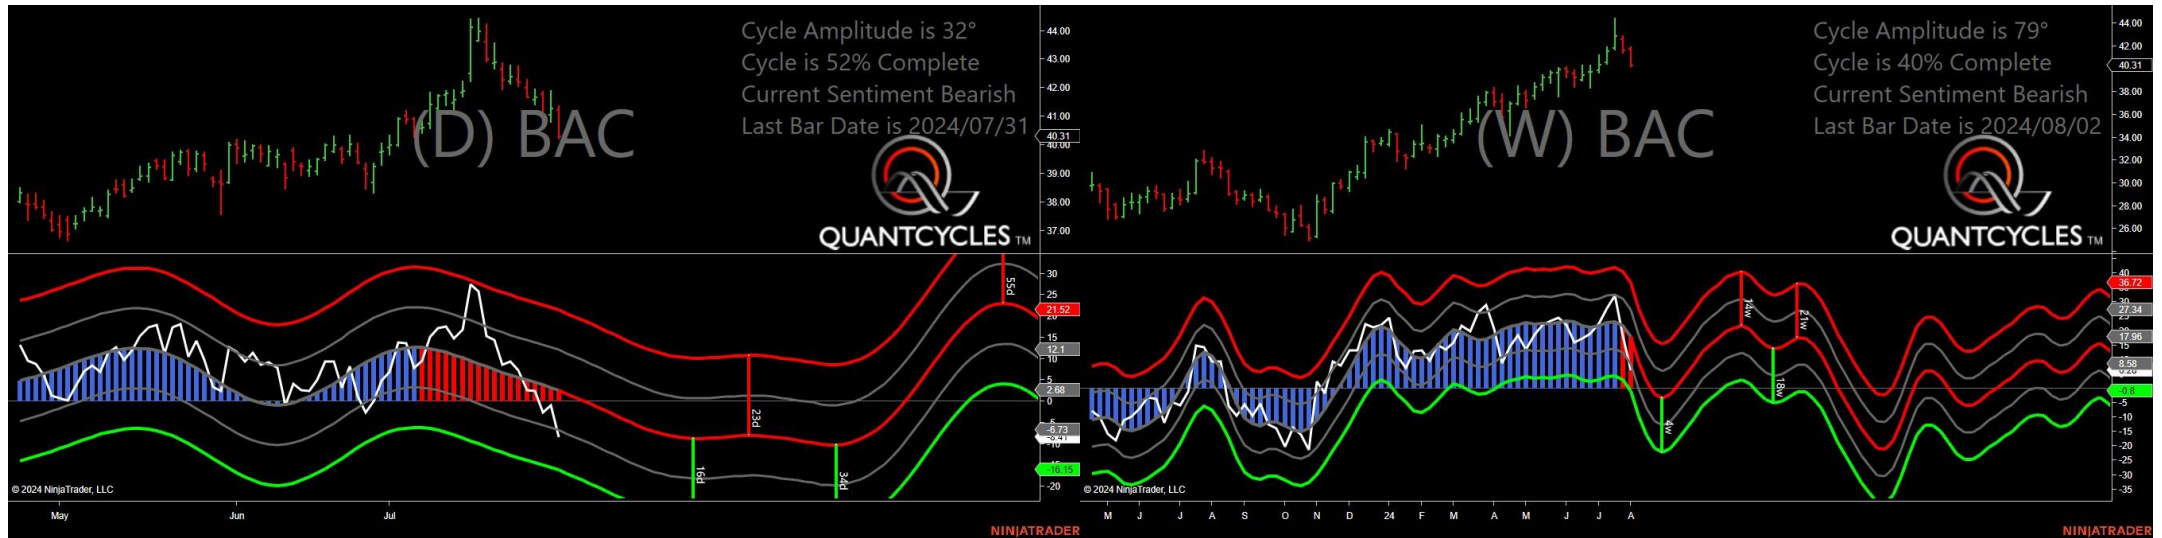 Cycle Amplitude is 32°
Cycle is 52% Complete
Current Sentiment Bearish
Last Bar Date is 2024/07/31
(D) BAC
QUANTCYCLES TM
44.00
43.00
42.00
41.00
40.31
40.00
39.00
38.00
37.00
30
25
21.52
15
12.1
10
5
2.68
0
-6.73
-16.15
-20
55d
23d
16d
34d
© 2024 NinjaTrader, LLC
May Jun Jul
NINJATRADER
Cycle Amplitude is 79°
Cycle is 40% Complete
Current Sentiment Bearish
Last Bar Date is 2024/08/02
(W) BAC
QUANTCYCLES TM
44.00
42.00
40.31
38.00
36.00
34.00
32.00
30.00
28.00
26.00
40
36.72
30
27.34
17.96
15
8.58
-0.8
-5
-10
-15
-20
-25
-30
-35
14w
21w
18w
4w
© 2024 NinjaTrader, LLC
M J J A S O N D 24 F M A M J J A
NINJATRADER